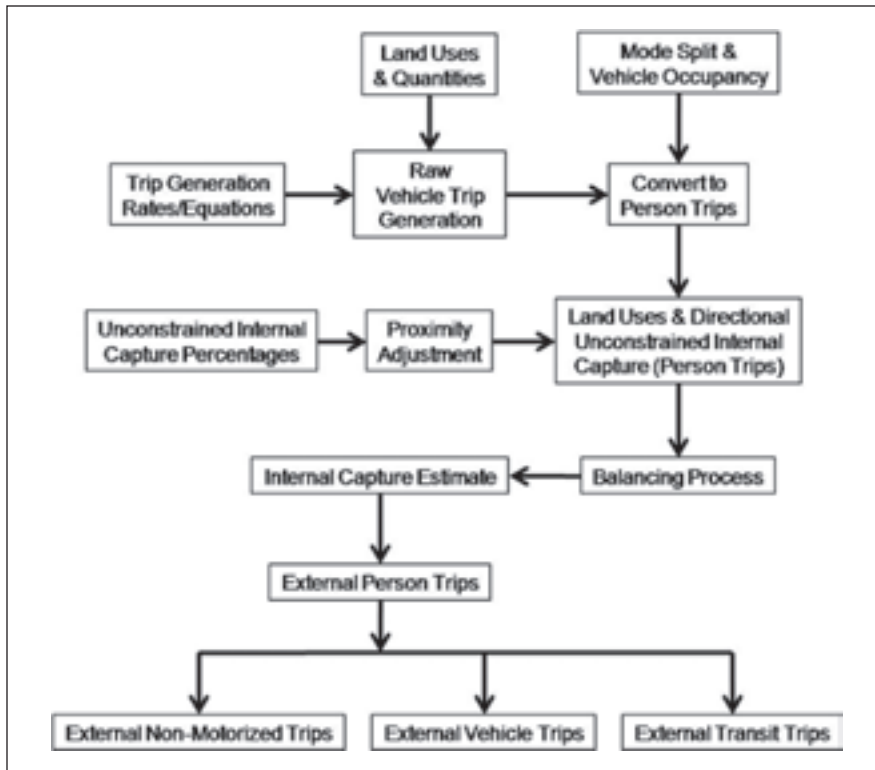 Land Uses
& Quantities
Mode Split &
Vehicle Occupancy
Trip Generation
Rates/Equations
Raw
Vehicle Trip
Generation
Convert to
Person Trips
Unconstrained Internal
Capture Percentages
Proximity
Adjustment
Land Uses & Directional
Unconstrained Internal
Capture (Person Trips)
Internal Capture Estimate
Balancing Process
External Person Trips
External Non-Motorized Trips
External Vehicle Trips
External Transit Trips